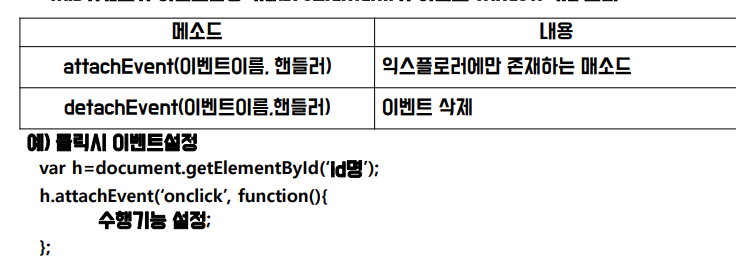 메소드 내용
attachEvent(이벤트이름, 핸들러) 익스플로러에만 존재하는 매소드
detachEvent(이벤트이름,핸들러) 이벤트 삭제
예) 클릭시 이벤트설정
var h=document.getElementById('id명');
h.attachEvent('onclick', function(){
수행기능 설정;
};